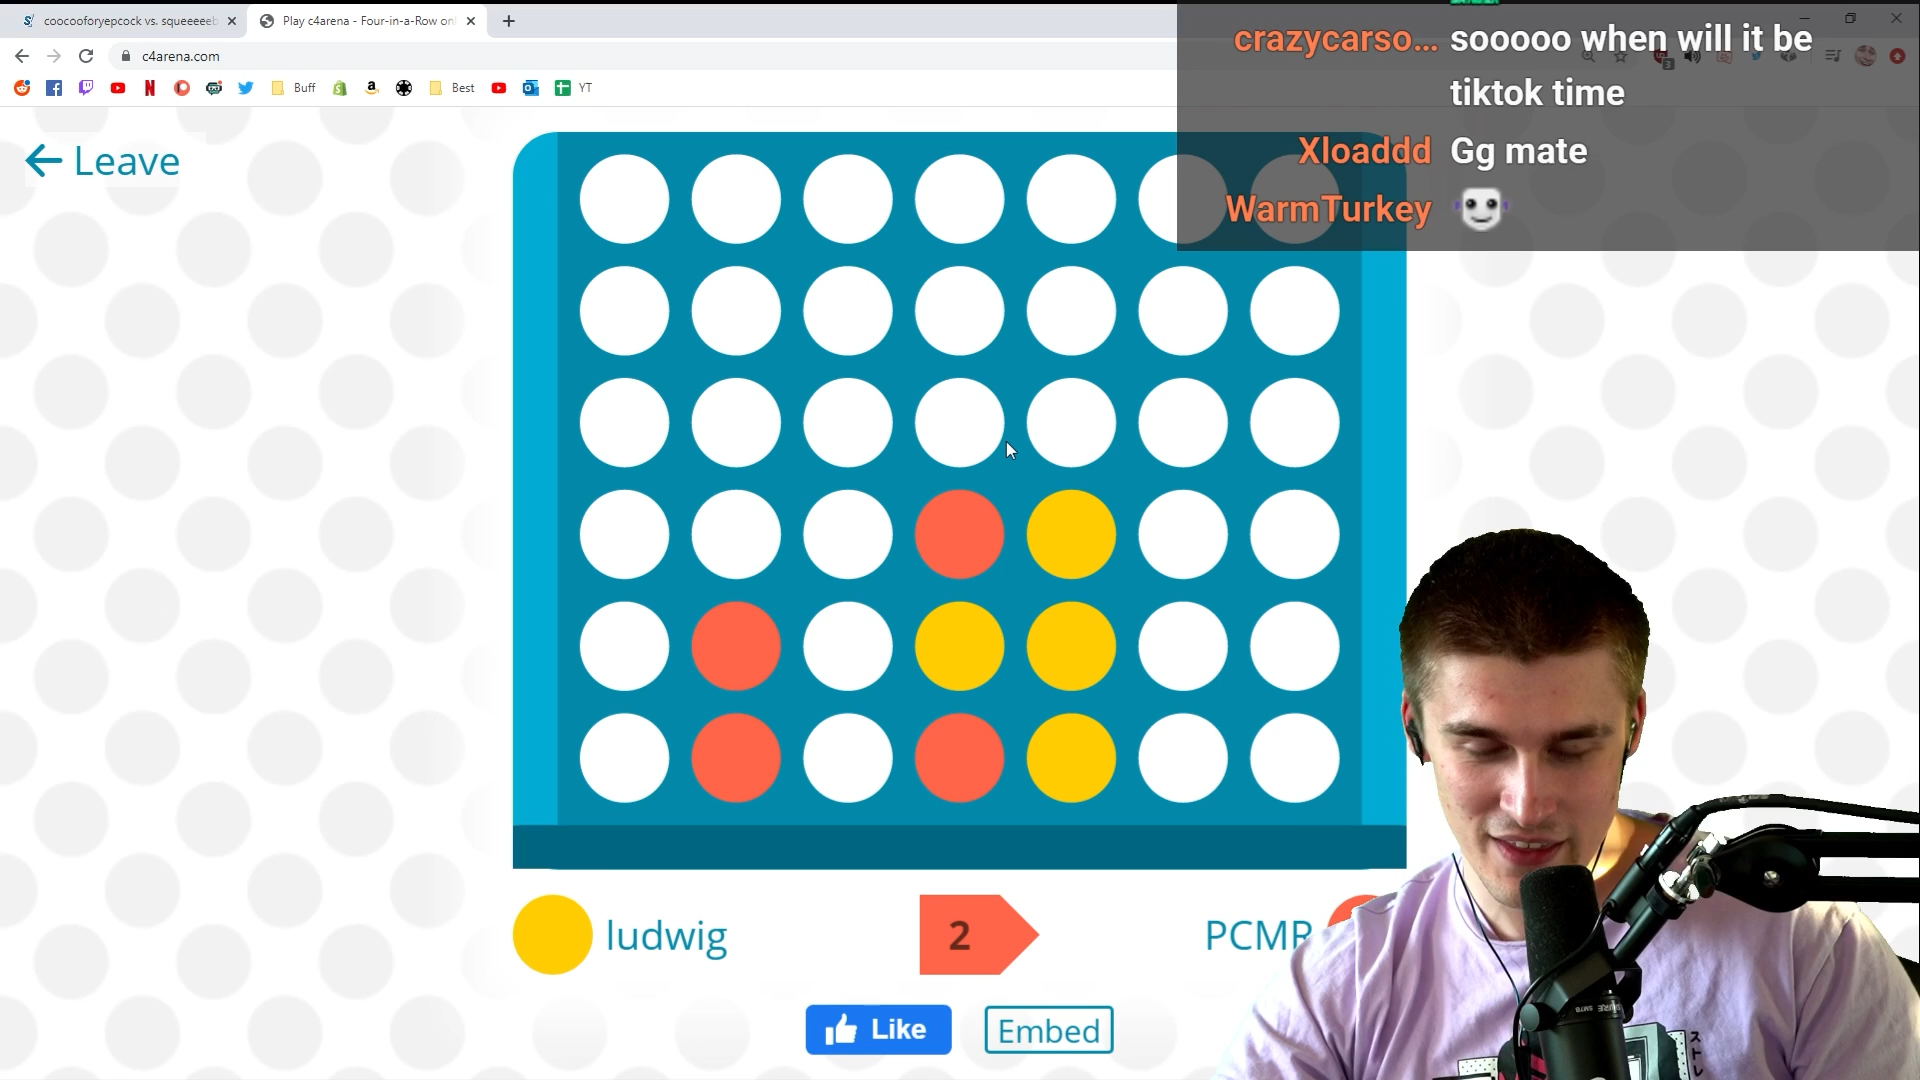 coocooforyepcock vs. squeeeeeb
Play c4arena - Four-in-a-Row on
c4arena.com
Buff
Best
YT
3
crazycarso... sooooo when will it be
tiktok time
Xloaddd Gg mate
WarmTurkey
Leave
ludwig
2
PCMR
Like
Embed